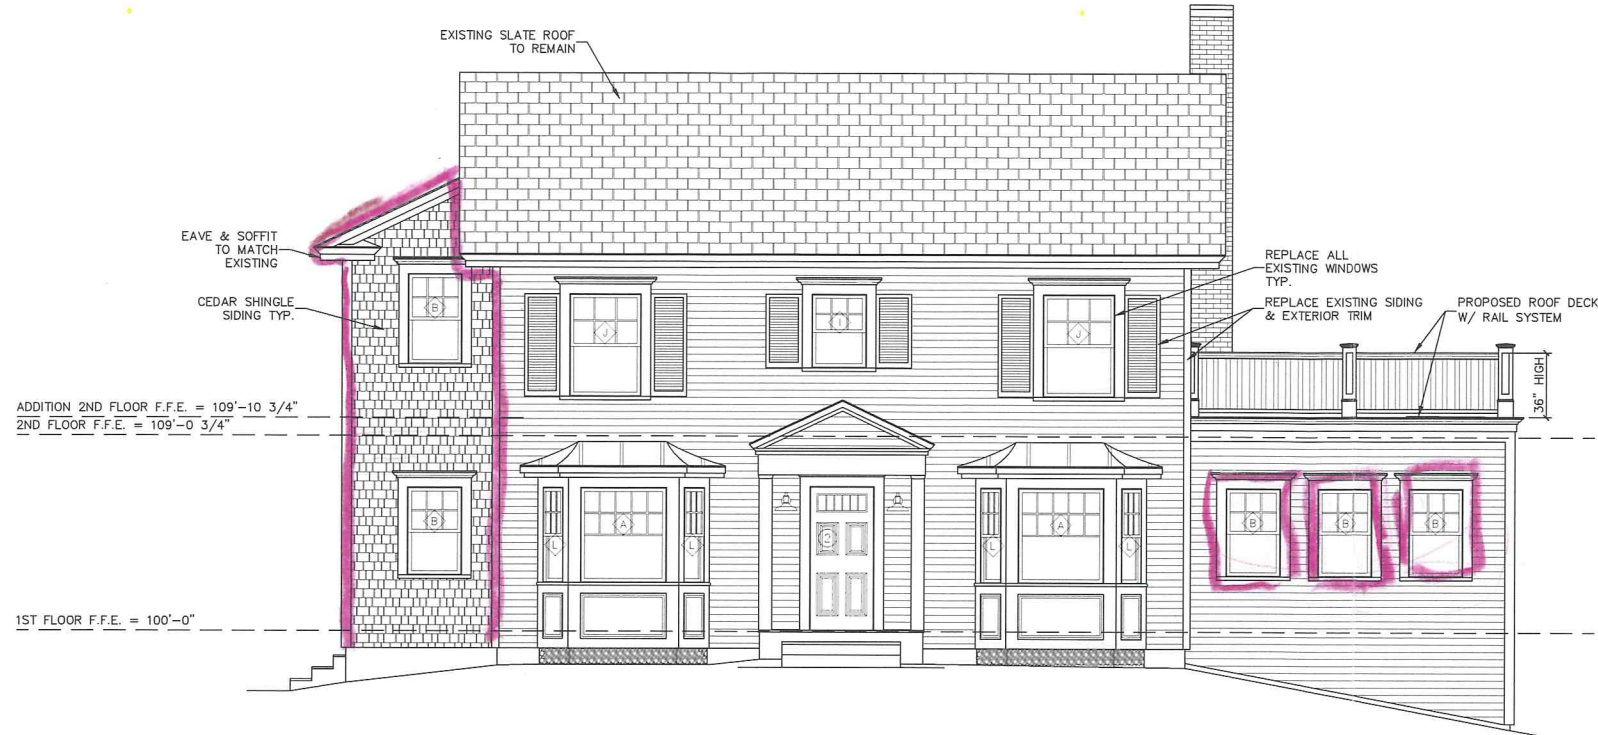 EXISTING SLATE ROOF
TO REMAIN
EAVE & SOFFIT
TO MATCH
EXISTING
CEDAR SHINGLE
SIDING TYP.
REPLACE ALL
EXISTING WINDOWS
TYP.
REPLACE EXISTING SIDING
& EXTERIOR TRIM
PROPOSED ROOF DECK
W/ RAIL SYSTEM
36" HIGH
B
J
I
J
ADDITION 2ND FLOOR F.F.E. = 109'-10 3/4"
2ND FLOOR F.F.E. = 109'-0 3/4"
B
L
A
L
2
L
A
L
B
B
B
1ST FLOOR F.F.E. = 100'-0"